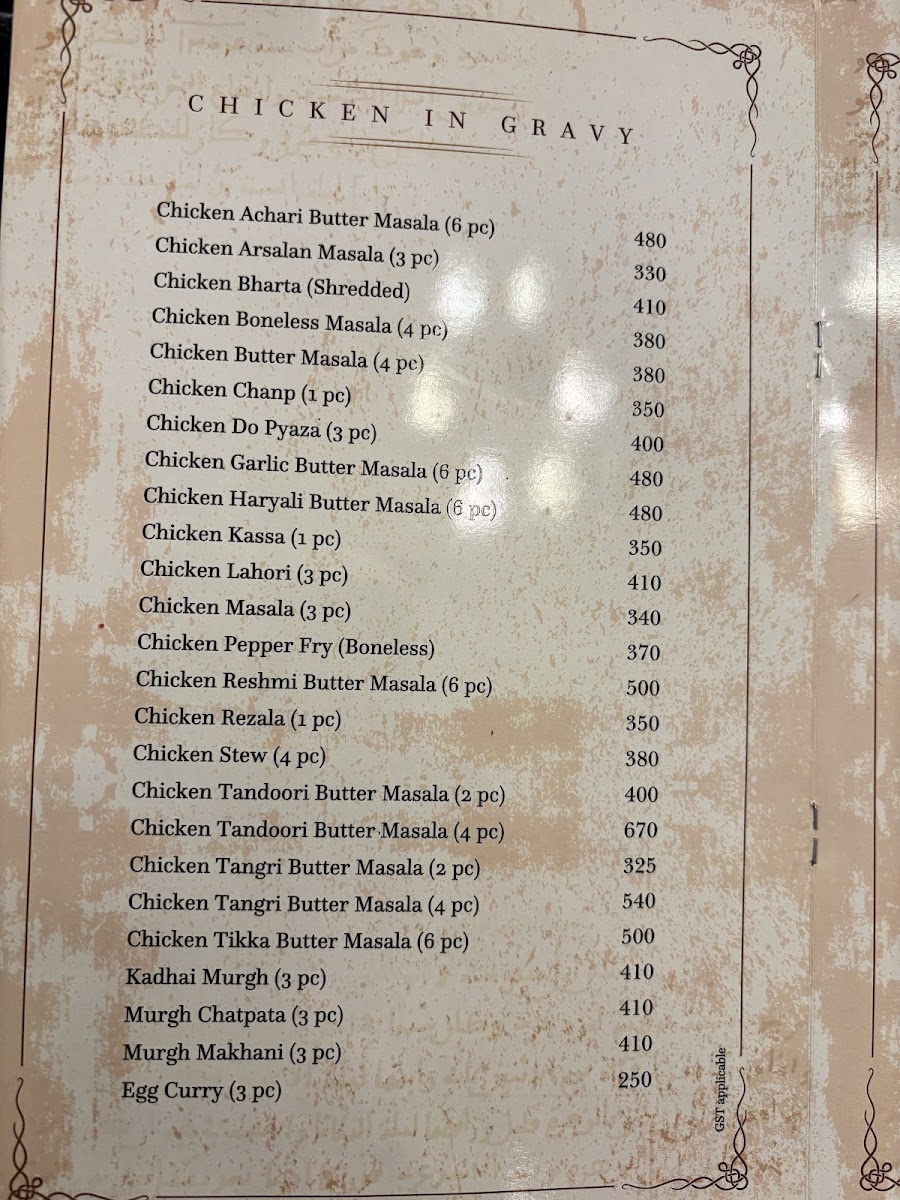 CHICKEN IN GRAVY
Chicken Achari Butter Masala (6 pc) 480
Chicken Arsalan Masala (3 pc) 330
Chicken Bharta (Shredded) 410
Chicken Boneless Masala (4 pc) 380
Chicken Butter Masala (4 pc) 380
Chicken Chanp (1 pc) 350
Chicken Do Pyaza (3 pc) 400
Chicken Garlic Butter Masala (6 pc) 480
Chicken Haryali Butter Masala (6 pc) 480
Chicken Kassa (1 pc) 350
Chicken Lahori (3 pc) 410
Chicken Masala (3 pc) 340
Chicken Pepper Fry (Boneless) 370
Chicken Reshmi Butter Masala (6 pc) 500
Chicken Rezala (1 pc) 350
Chicken Stew (4 pc) 380
Chicken Tandoori Butter Masala (2 pc) 400
Chicken Tandoori Butter Masala (4 pc) 670
Chicken Tangri Butter Masala (2 pc) 325
Chicken Tangri Butter Masala (4 pc) 540
Chicken Tikka Butter Masala (6 pc) 500
Kadhai Murgh (3 pc) 410
Murgh Chatpata (3 pc) 410
Murgh Makhani (3 pc) 410
Egg Curry (3 pc) 250
GST applicable